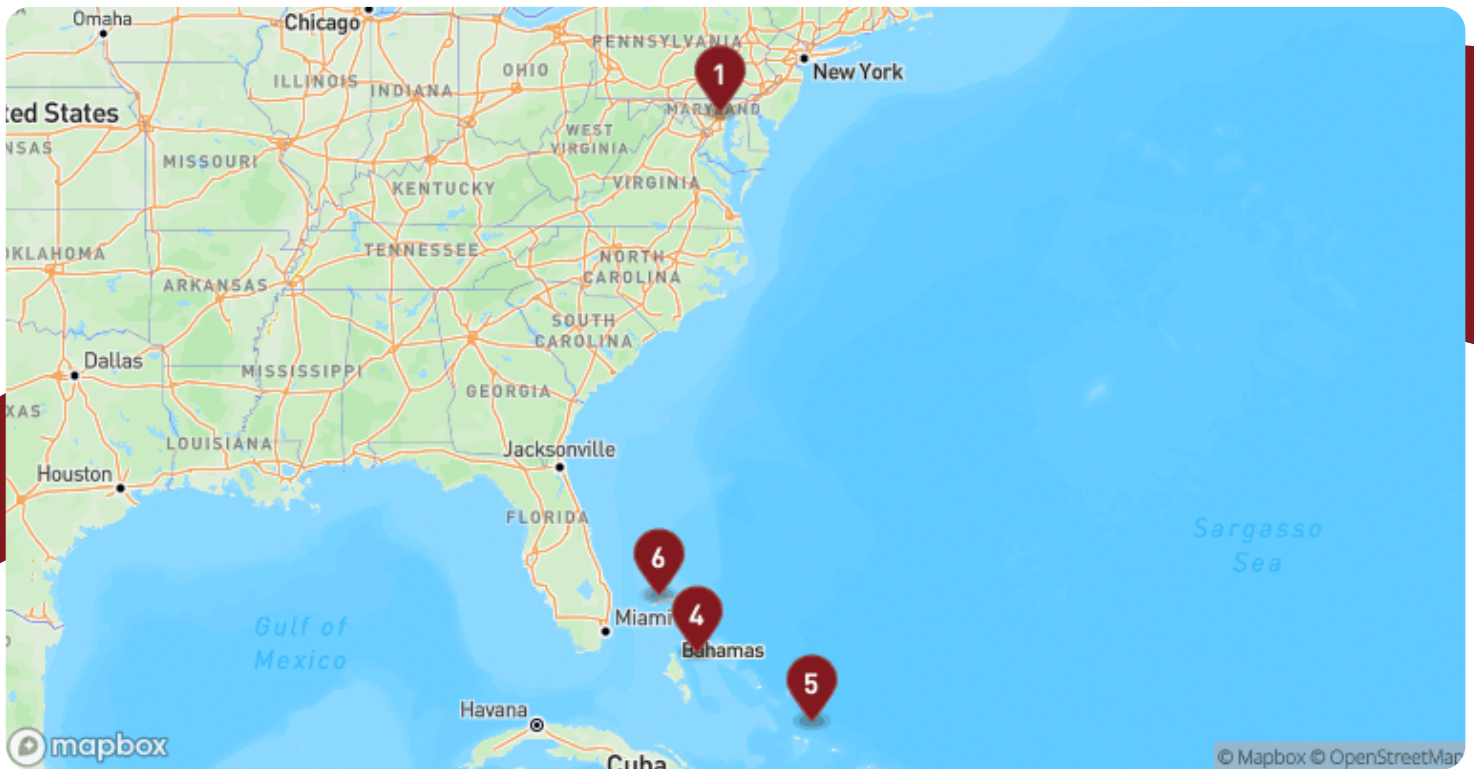 Omaha
Chicago
PENNSYLVANIA
New York
1
OHIO
ILLINOIS
INDIANA
MARYLAND
ted States
WEST
VIRGINIA
NSAS
MISSOURI
KENTUCKY
VIRGINIA
OKLAHOMA
TENNESSEE
NORTH
CAROLINA
ARKANSAS
SOUTH
CAROLINA
Dallas
MISSISSIPPI
GEORGIA
XAS
LOUISIANA
Jacksonville
Houston
FLORIDA
Sargasso
Sea
6
4
Miami
Gulf of
Mexico
Bahamas
5
Havana
mapbox
Cuba
© Mapbox © OpenStreetMap